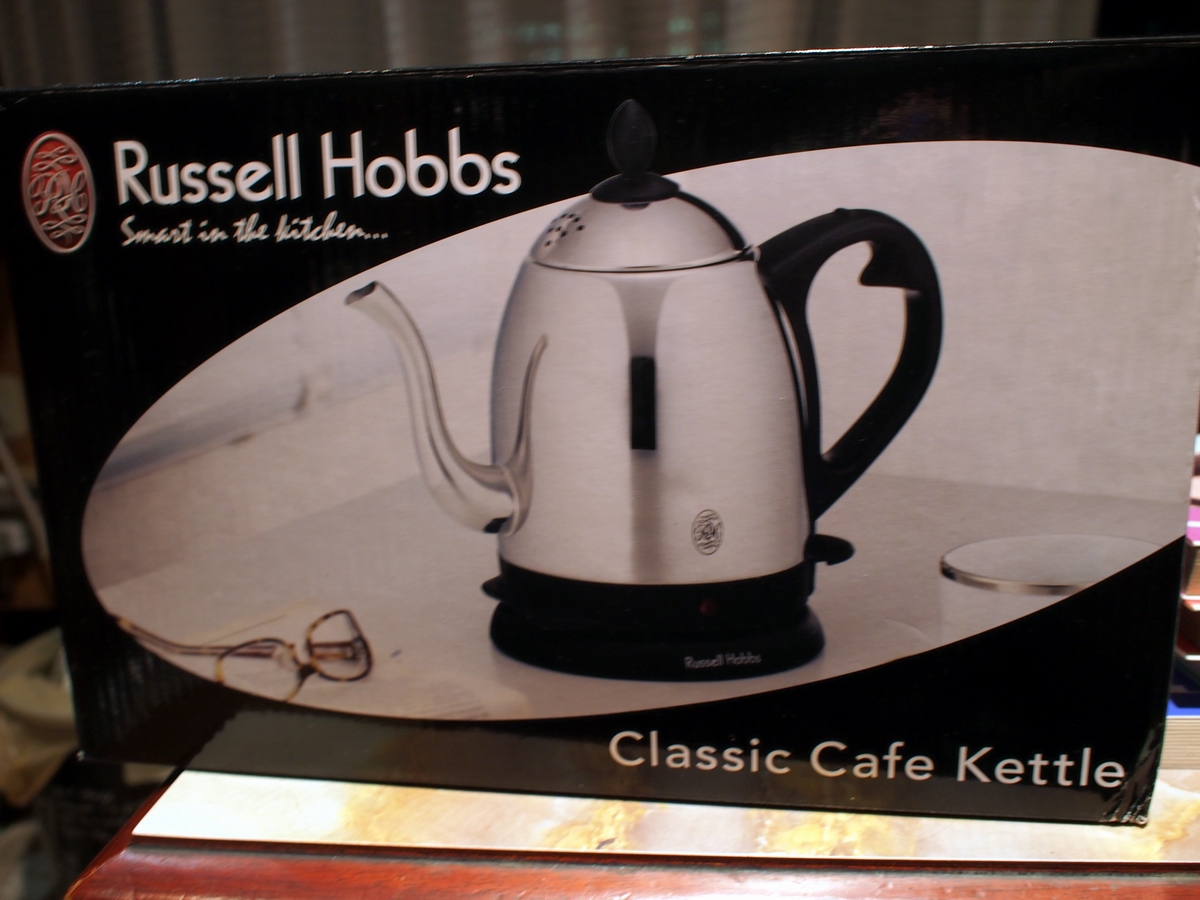 Russell Hobbs
Smart in the kitchen...
Russell Hobbs
Classic Cafe Kettle